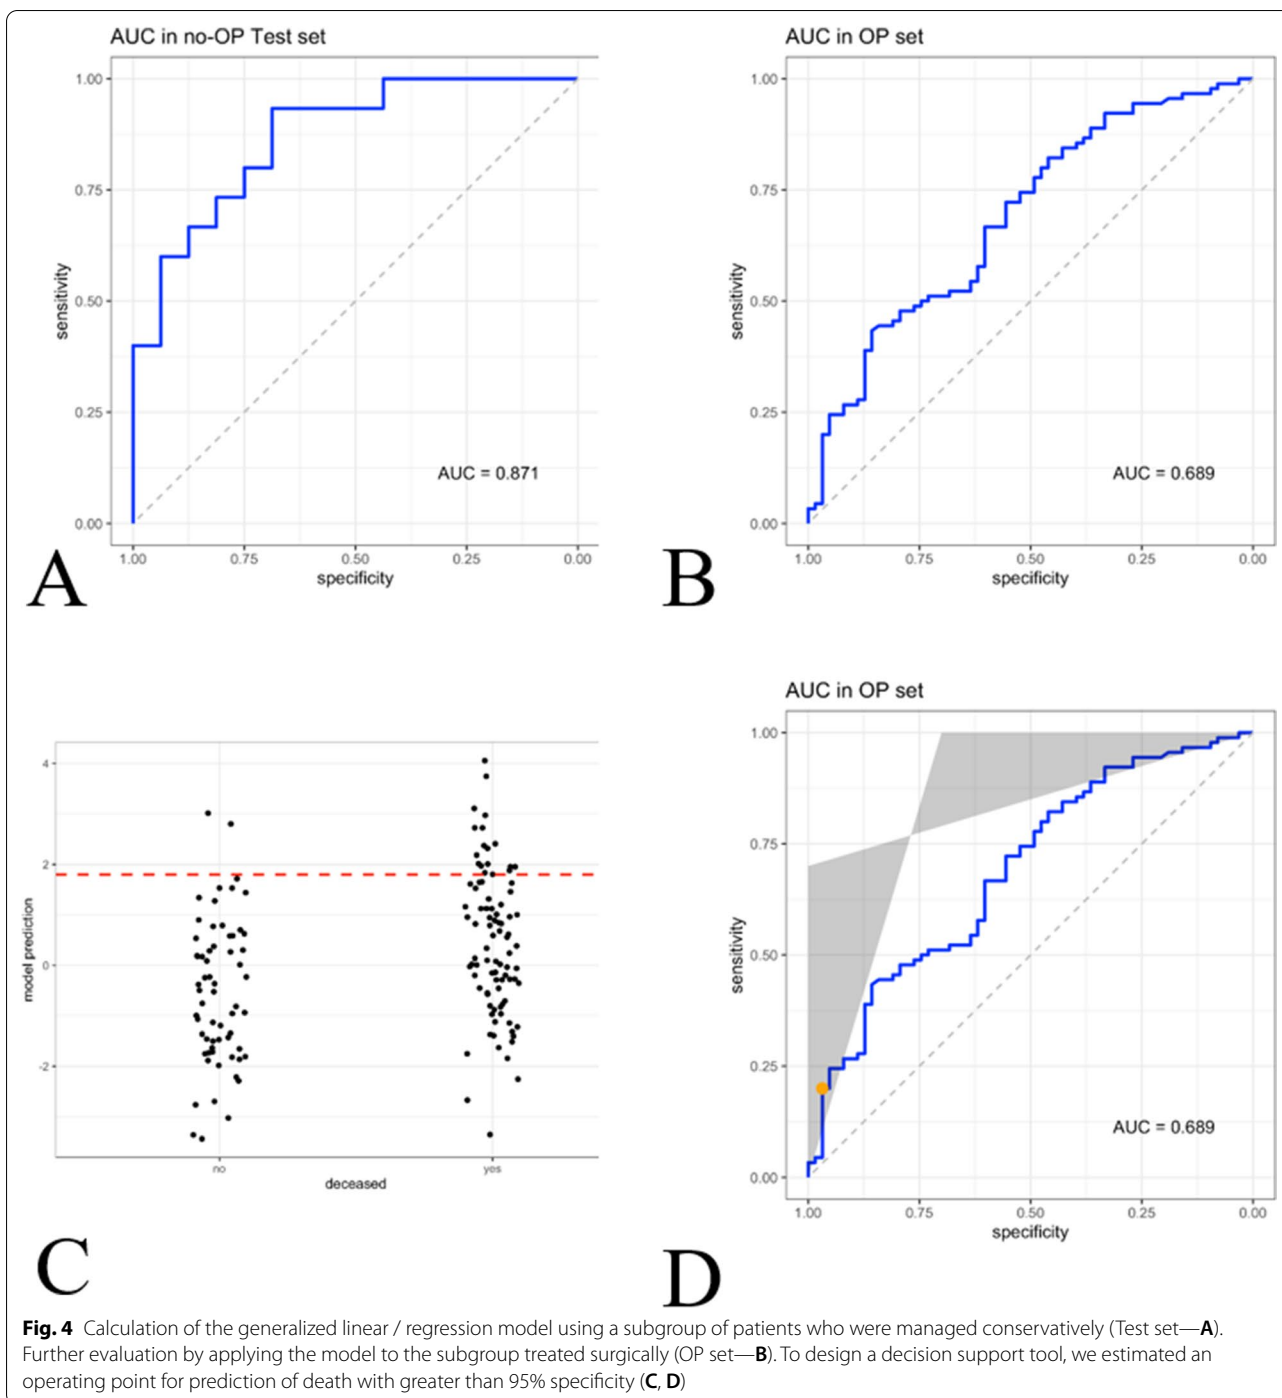 AUC in no-OP Test set
1.00
0.75
0.50
0.25
0.00
sensitivity
AUC = 0.871
1.00 0.75 0.50 0.25 0.00
specificity
A
AUC in OP set
1.00
0.75
0.50
0.25
0.00
sensitivity
AUC = 0.689
1.00 0.75 0.50 0.25 0.00
specificity
B
4
2
0
-2
model prediction
no yes
deceased
C
AUC in OP set
1.00
0.75
0.50
0.25
0.00
sensitivity
AUC = 0.689
1.00 0.75 0.50 0.25 0.00
specificity
D
Fig. 4 Calculation of the generalized linear / regression model using a subgroup of patients who were managed conservatively (Test set—A).
Further evaluation by applying the model to the subgroup treated surgically (OP set—B). To design a decision support tool, we estimated an
operating point for prediction of death with greater than 95% specificity (C, D)